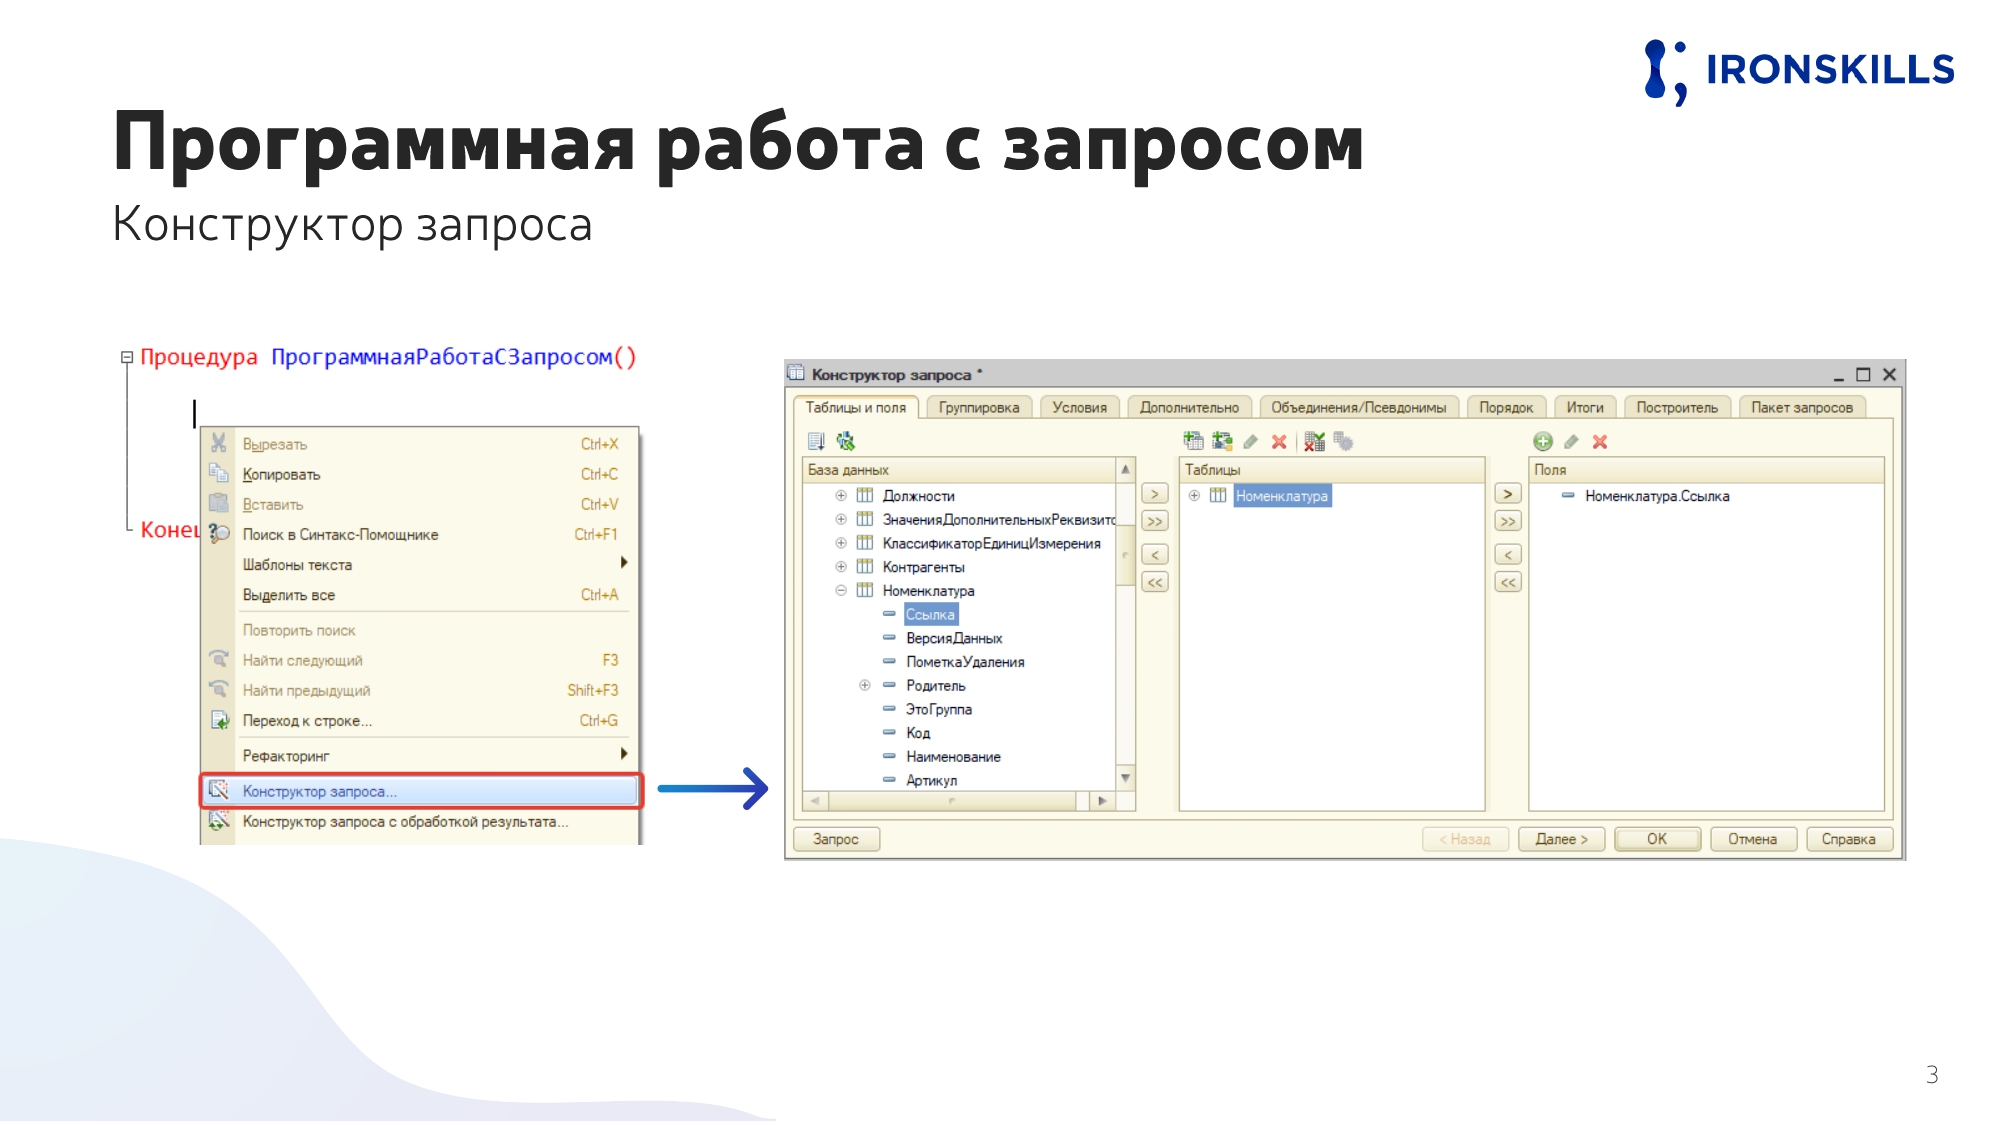 IRONSKILLS
Программная работа с запросом
Конструктор запроса
Процедура ПрограммнаяРаботаСЗапросом()
Конец
Вырезать Ctrl+X
Копировать Ctrl+C
Вставить Ctrl+V
Поиск в Синтакс-Помощнике Ctrl+F1
Шаблоны текста
Выделить все Ctrl+A
Повторить поиск
Найти следующий F3
Найти предыдущий Shift+F3
Переход к строке... Ctrl+G
Рефакторинг
Конструктор запроса...
Конструктор запроса с обработкой результата...
Конструктор запроса *
Таблицы и поля Группировка Условия Дополнительно Объединения/Псевдонимы Порядок Итоги Построитель Пакет запросов
База данных
Должности
ЗначенияДополнительныхРеквизитс
КлассификаторЕдиницИзмерения
Контрагенты
Номенклатура
Ссылка
ВерсияДанных
ПометкаУдаления
Родитель
ЭтоГруппа
Код
Наименование
Артикул
>
>>
<
<<
Таблицы
Номенклатура
>
>>
<
<<
Поля
Номенклатура.Ссылка
Запрос < Назад Далее > ОК Отмена Справка
3